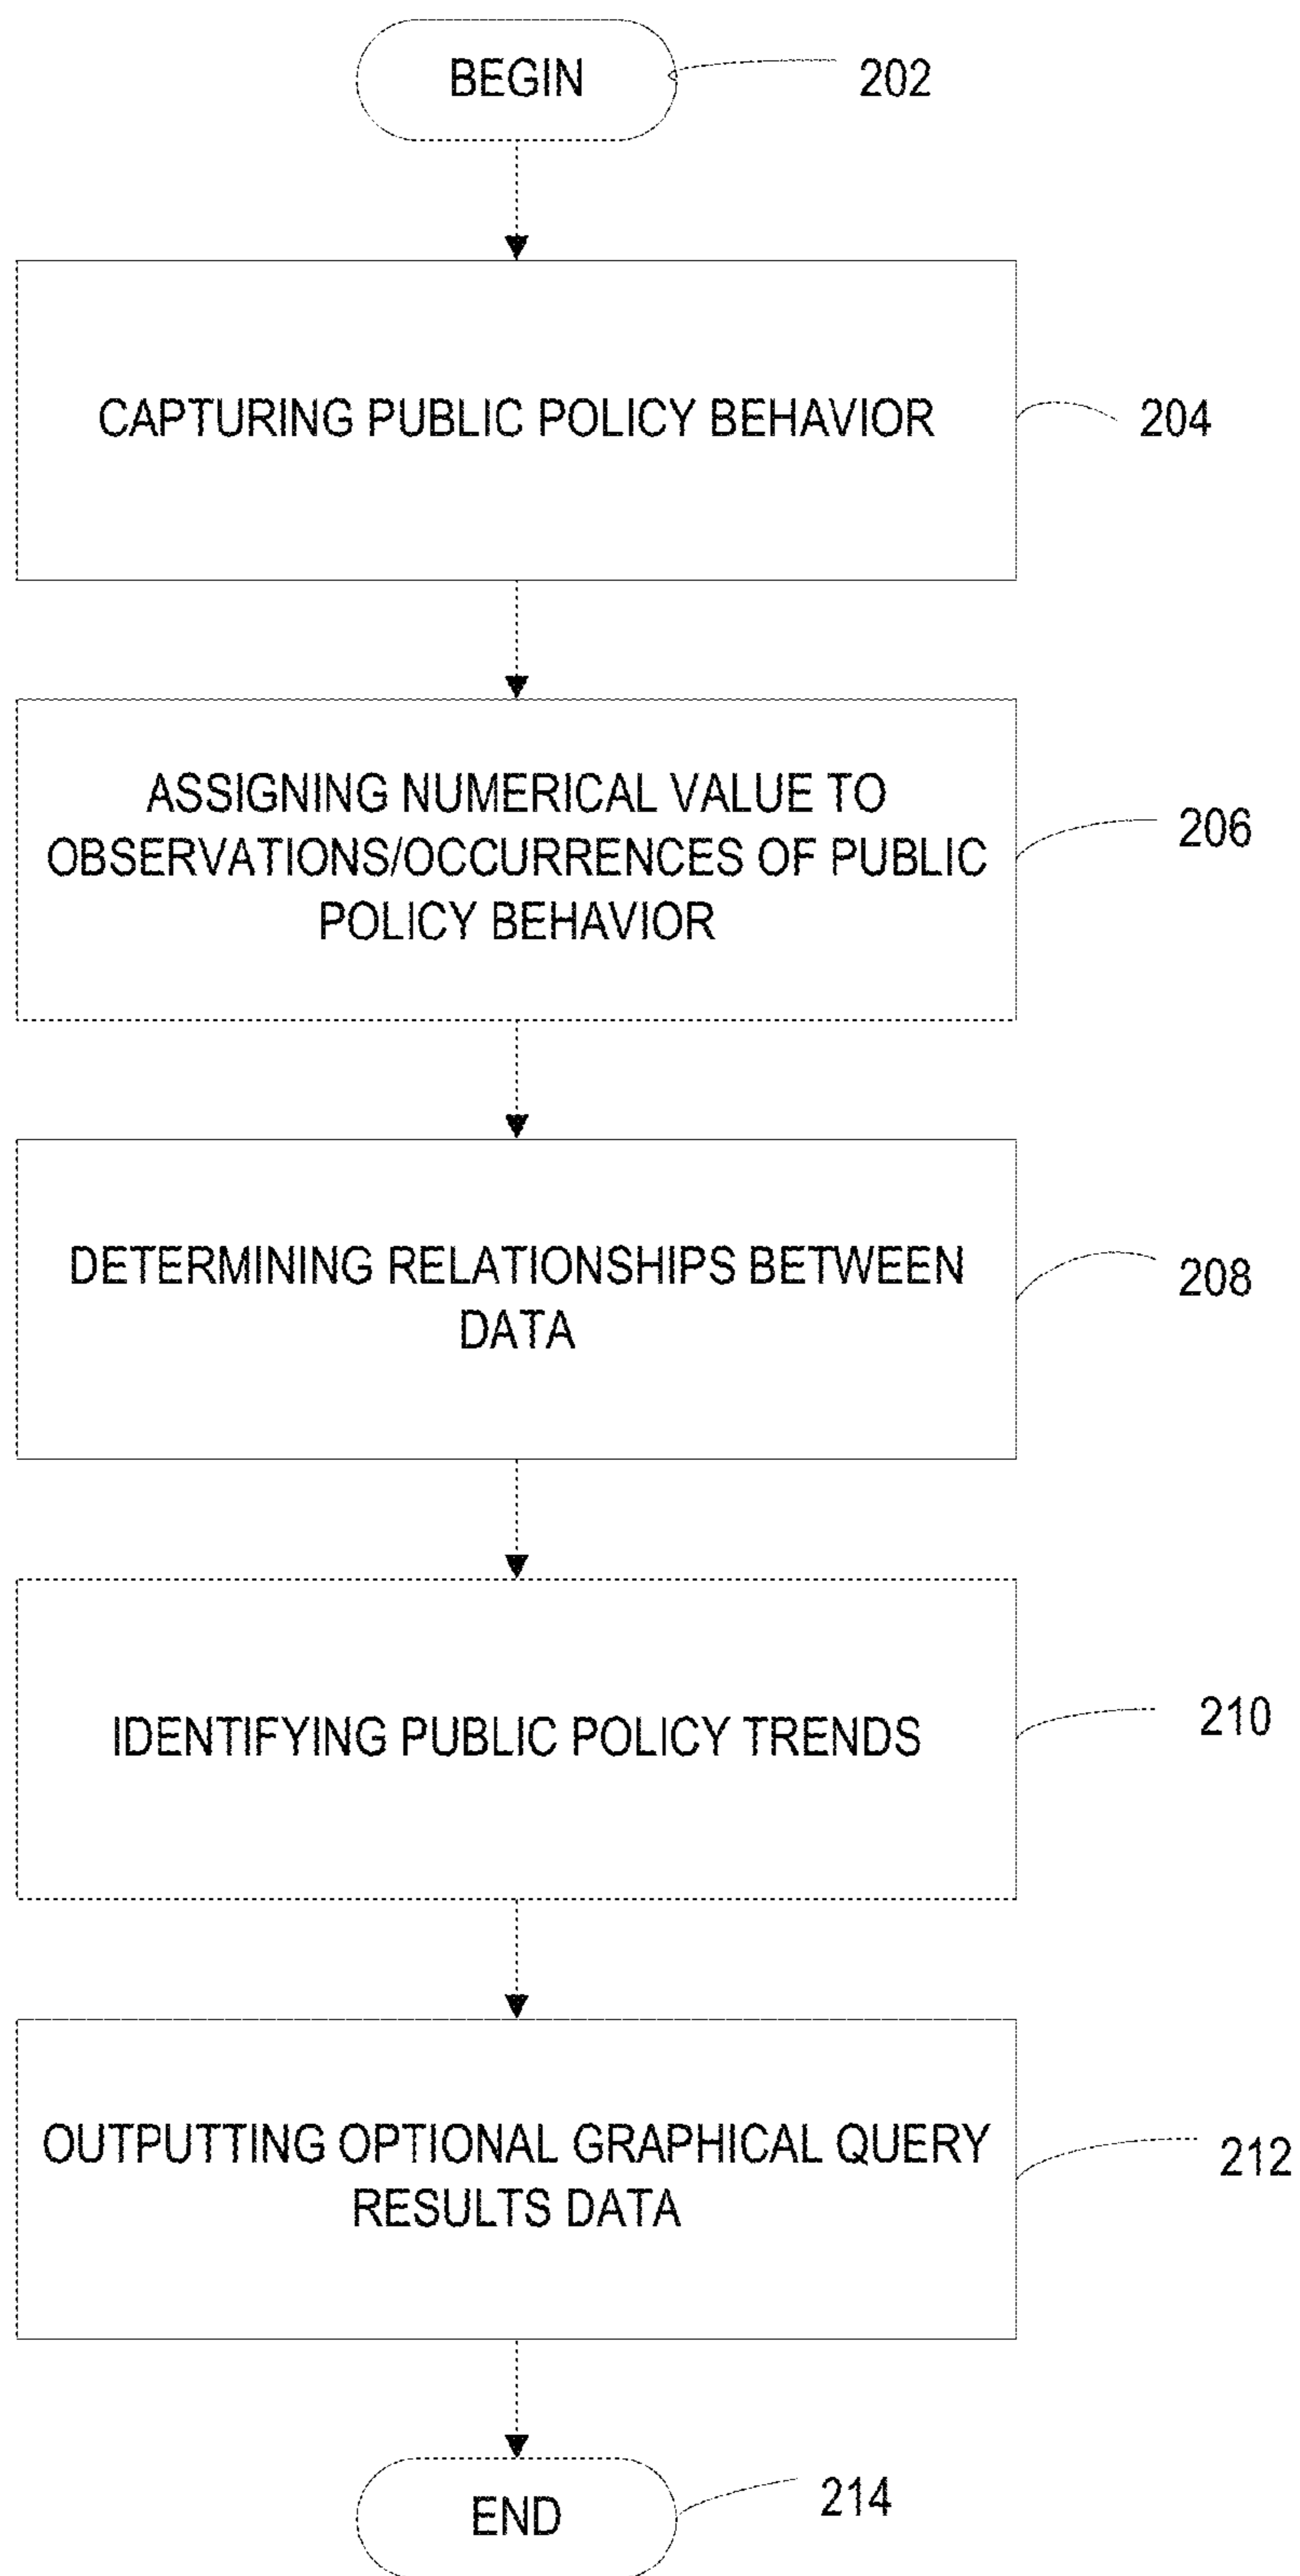 BEGIN
202
CAPTURING PUBLIC POLICY BEHAVIOR
204
ASSIGNING NUMERICAL VALUE TO
OBSERVATIONS/OCCURRENCES OF PUBLIC
POLICY BEHAVIOR
206
DETERMINING RELATIONSHIPS BETWEEN
DATA
208
IDENTIFYING PUBLIC POLICY TRENDS
210
OUTPUTTING OPTIONAL GRAPHICAL QUERY
RESULTS DATA
212
END
214